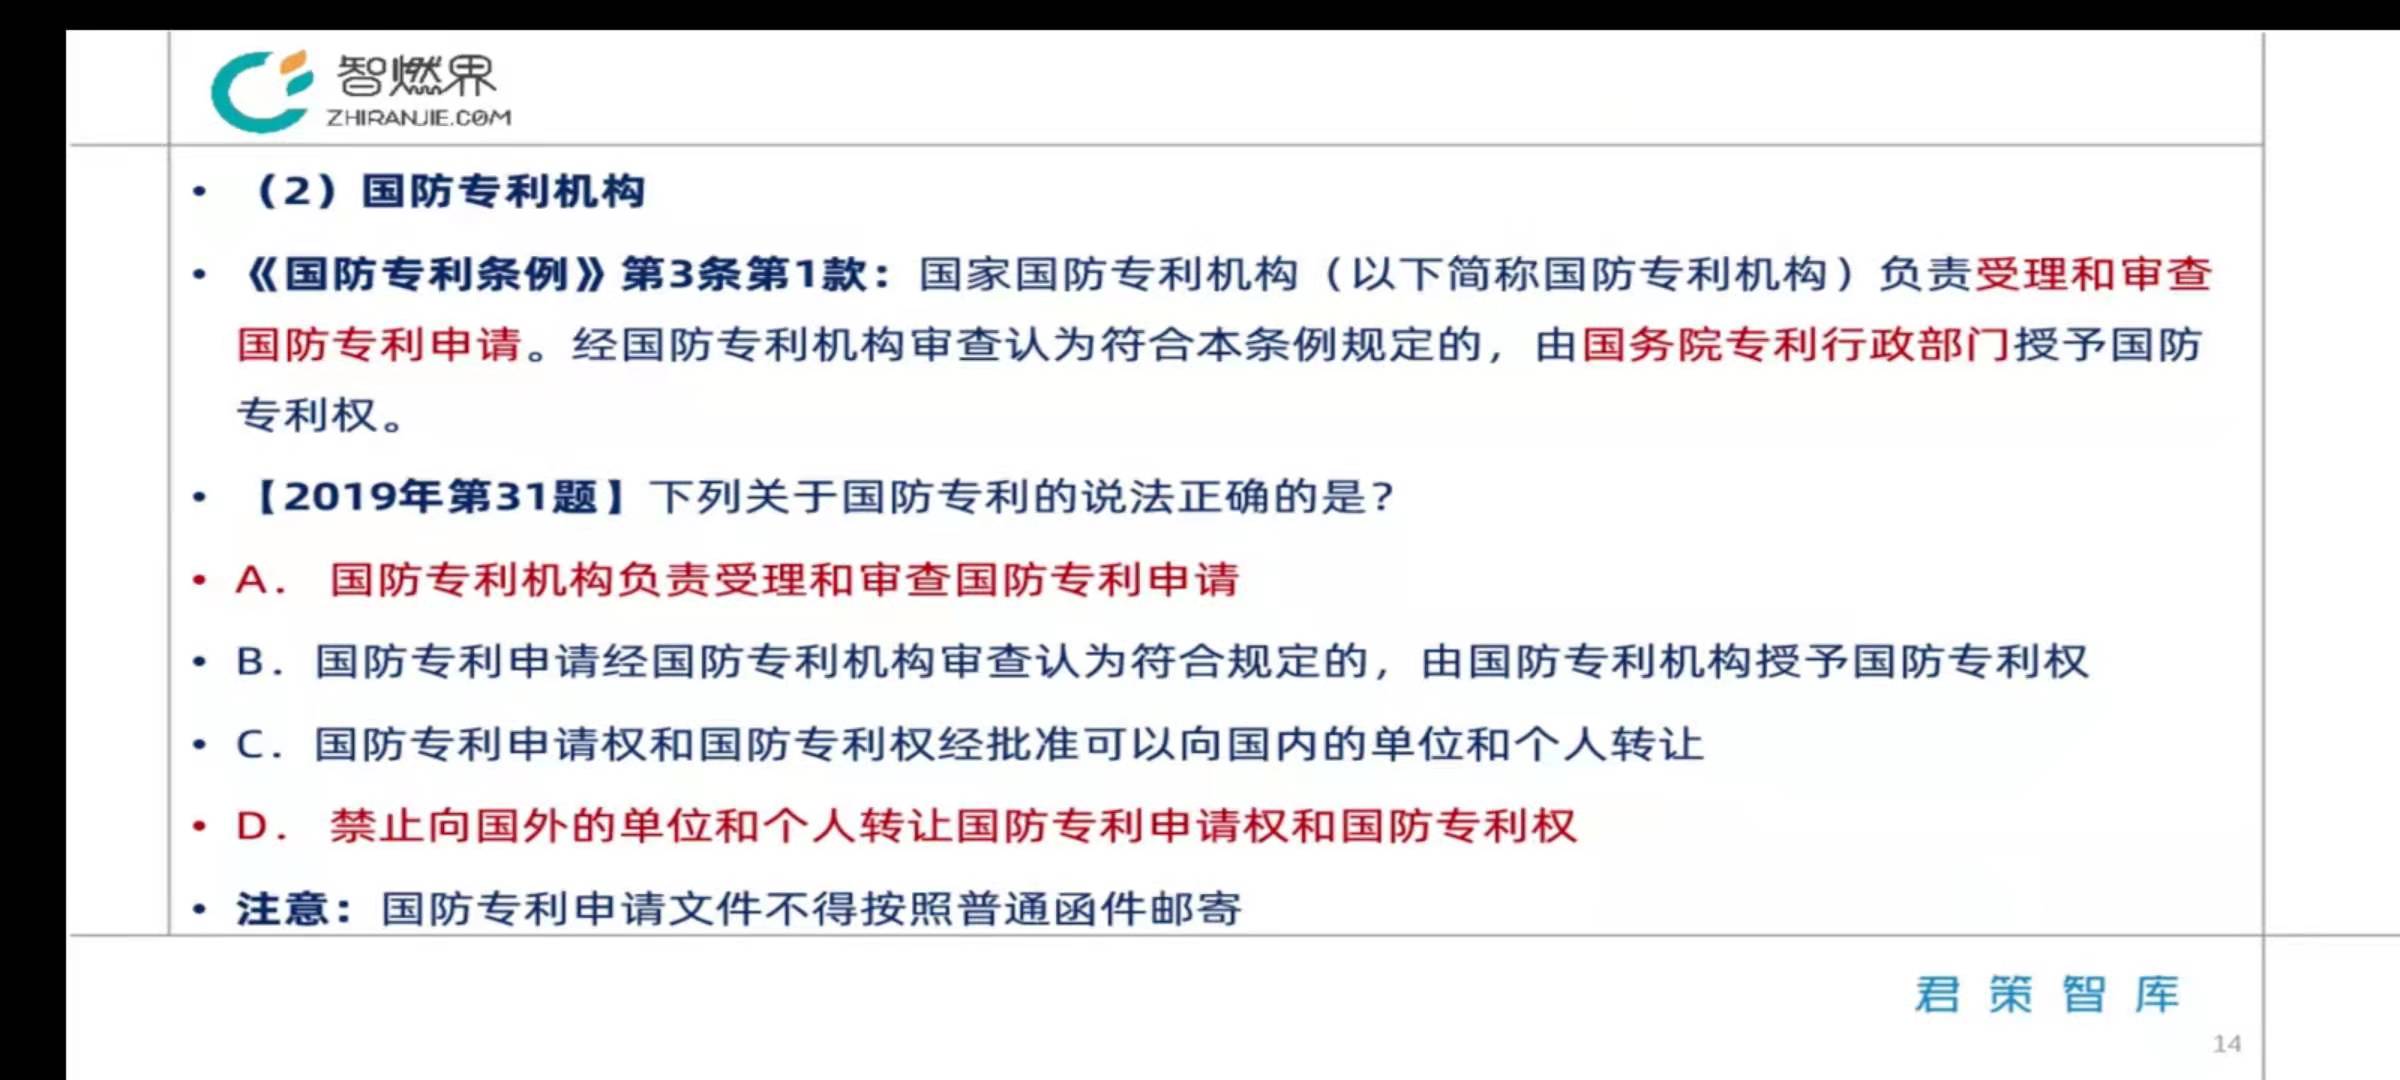 智燃界
ZHIRANJIE.COM
• （2）国防专利机构
• 《国防专利条例》第3条第1款：国家国防专利机构（以下简称国防专利机构）负责受理和审查
国防专利申请。经国防专利机构审查认为符合本条例规定的，由国务院专利行政部门授予国防
专利权。
• 【2019年第31题】下列关于国防专利的说法正确的是？
• A． 国防专利机构负责受理和审查国防专利申请
• B．国防专利申请经国防专利机构审查认为符合规定的，由国防专利机构授予国防专利权
• C．国防专利申请权和国防专利权经批准可以向国内的单位和个人转让
• D． 禁止向国外的单位和个人转让国防专利申请权和国防专利权
• 注意：国防专利申请文件不得按照普通函件邮寄
君策智库
14